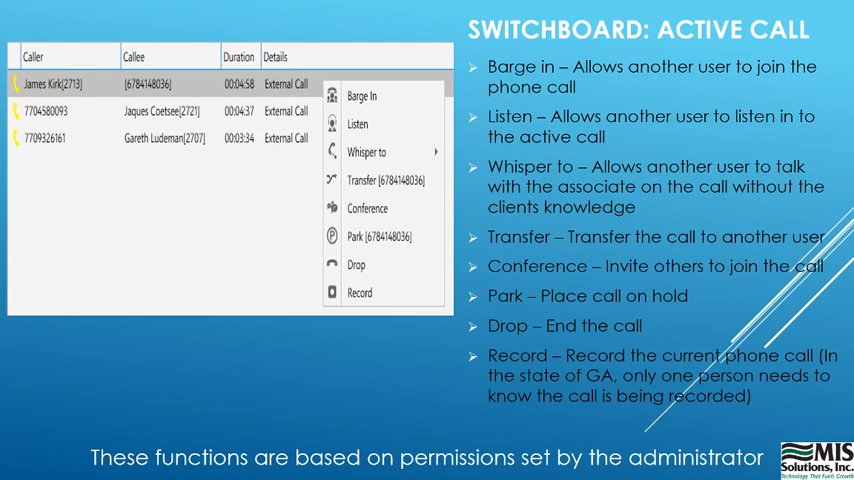 SWITCHBOARD: ACTIVE CALL
Caller Callee Duration Details
James Kirk[2713] [6784148036] 00:04:58 External Call
7704580093 Jaques Coetsee[2721] 00:04:37 External Call
7709326161 Gareth Ludeman[2707] 00:03:34 External Call
Barge In
Listen
Whisper to
Transfer [6784148036]
Conference
Park [6784148036]
Drop
Record
Barge in – Allows another user to join the
phone call
Listen – Allows another user to listen in to
the active call
Whisper to – Allows another user to talk
with the associate on the call without the
clients knowledge
Transfer – Transfer the call to another user
Conference – Invite others to join the call
Park – Place call on hold
Drop – End the call
Record – Record the current phone call (In
the state of GA, only one person needs to
know the call is being recorded)
These functions are based on permissions set by the administrator
MIS
Solutions, Inc.
Technology That Fuels Growth